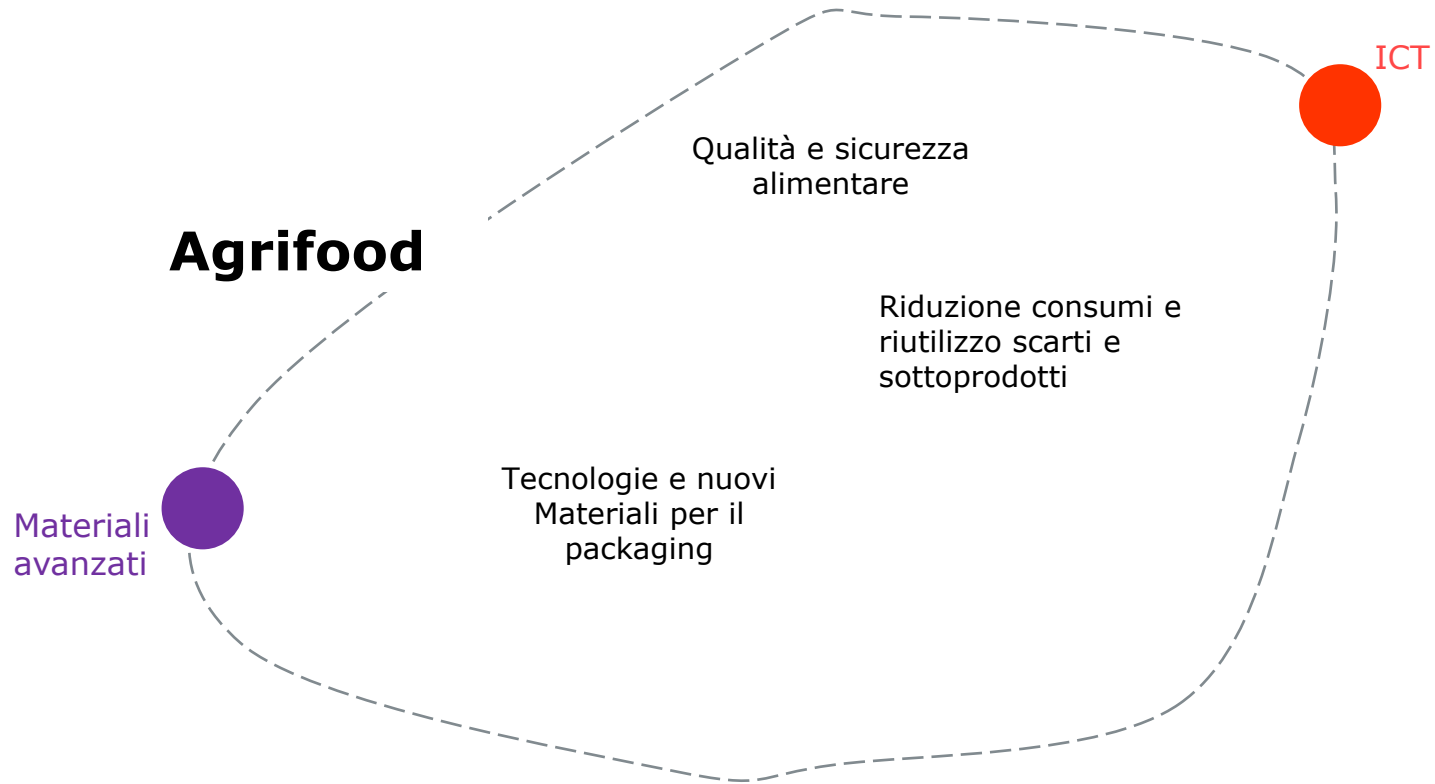 ICT
Qualità e sicurezza
alimentare
Agrifood
Riduzione consumi e
riutilizzo scarti e
sottoprodotti
Tecnologie e nuovi
Materiali per il
packaging
Materiali
avanzati